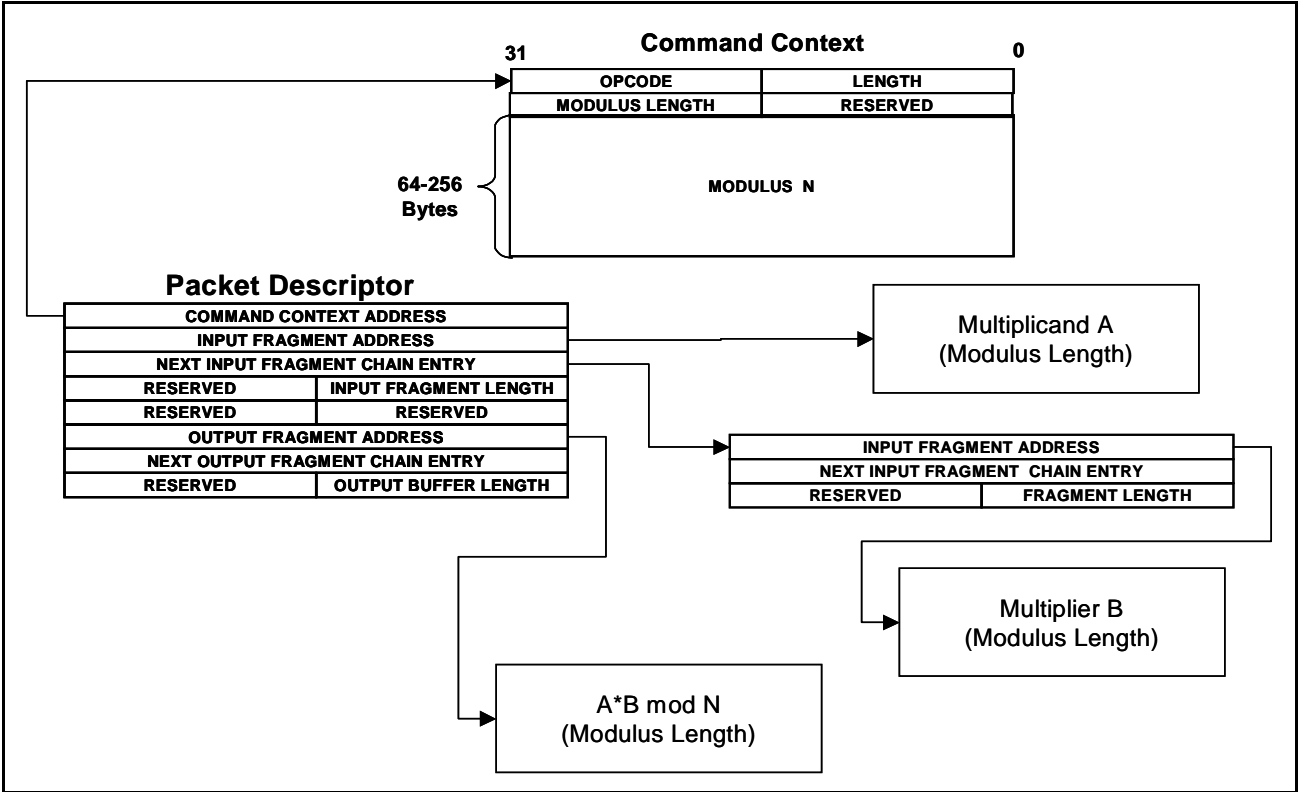 Command Context
31
0
OPCODE LENGTH
MODULUS LENGTH RESERVED
64-256
Bytes
MODULUS N
Packet Descriptor
COMMAND CONTEXT ADDRESS
INPUT FRAGMENT ADDRESS
NEXT INPUT FRAGMENT CHAIN ENTRY
RESERVED INPUT FRAGMENT LENGTH
RESERVED RESERVED
OUTPUT FRAGMENT ADDRESS
NEXT OUTPUT FRAGMENT CHAIN ENTRY
RESERVED OUTPUT BUFFER LENGTH
Multiplicand A
(Modulus Length)
INPUT FRAGMENT ADDRESS
NEXT INPUT FRAGMENT CHAIN ENTRY
RESERVED FRAGMENT LENGTH
Multiplier B
(Modulus Length)
A*B mod N
(Modulus Length)